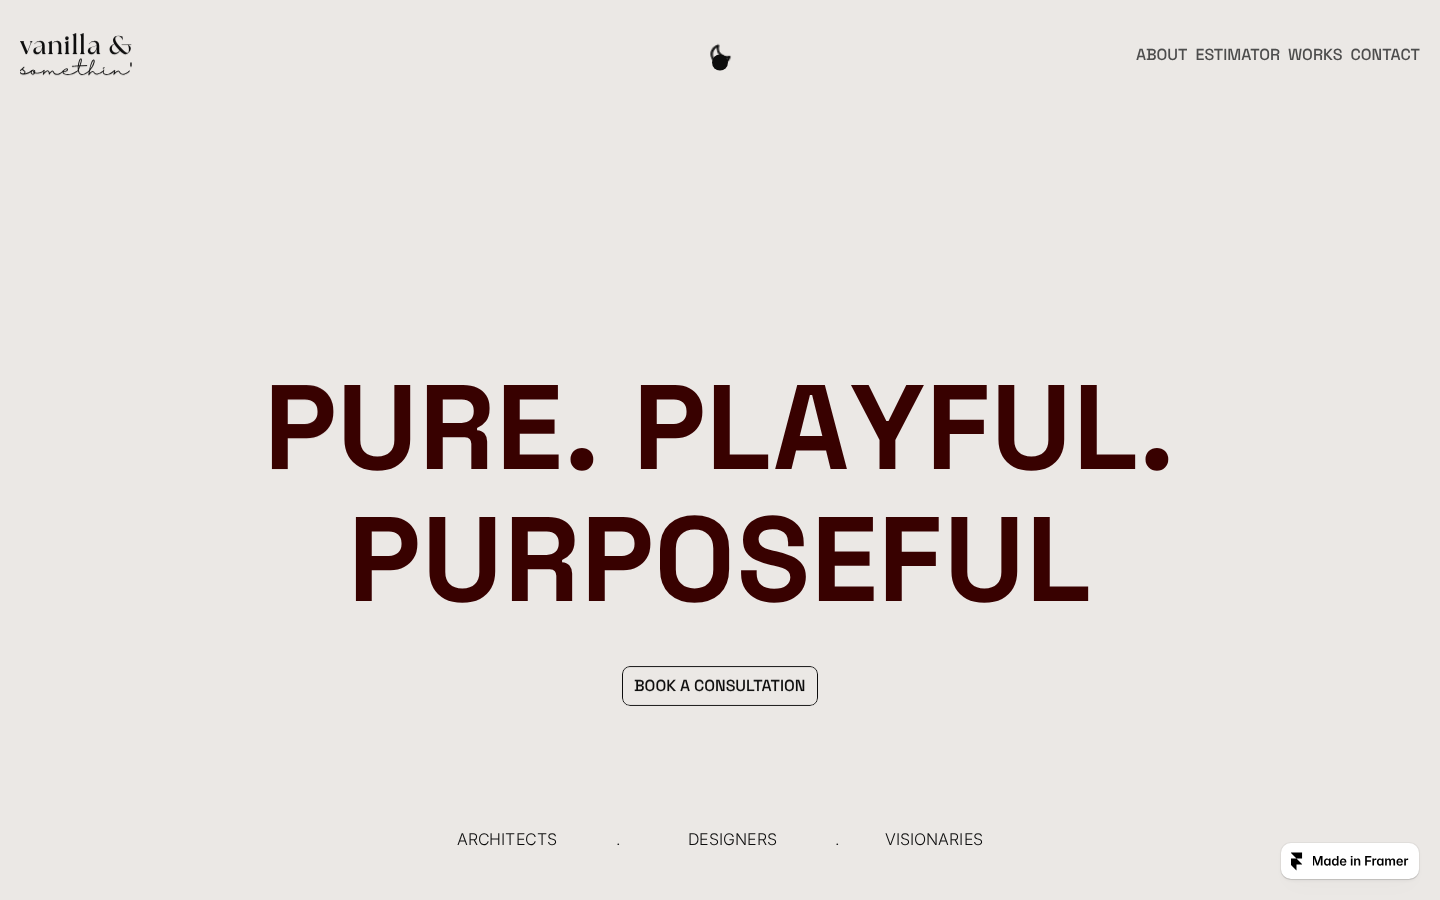 vanilla &
somethin'
ABOUT ESTIMATOR WORKS CONTACT
PURE. PLAYFUL.
PURPOSEFUL
BOOK A CONSULTATION
ARCHITECTS . DESIGNERS . VISIONARIES
Made in Framer